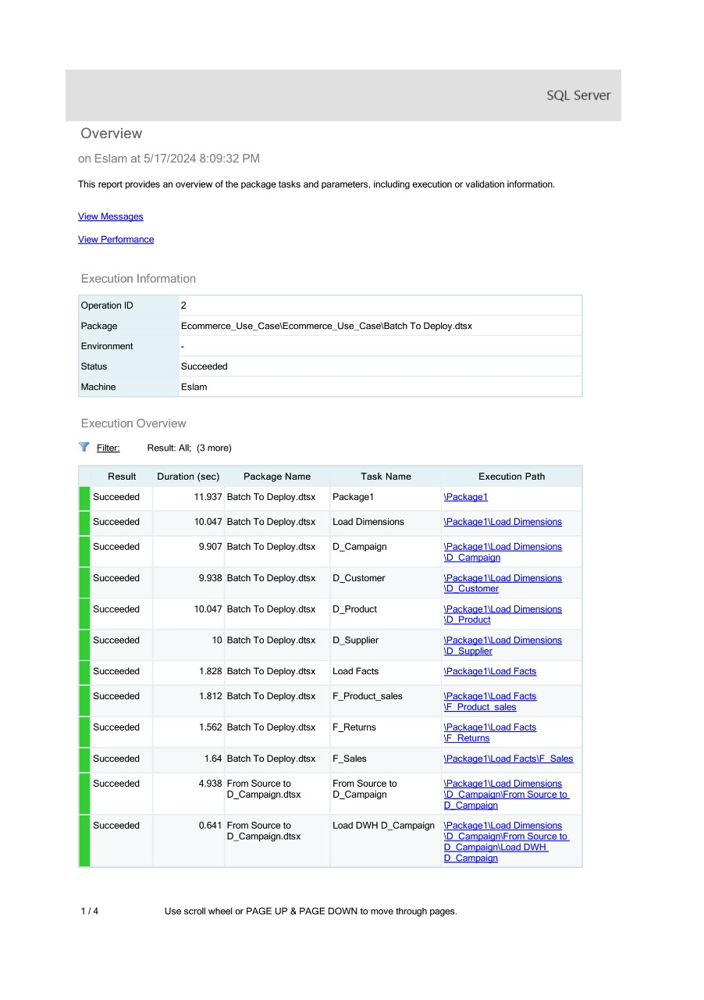 SQL Server
Overview
on Eslam at 5/17/2024 8:09:32 PM
This report provides an overview of the package tasks and parameters, including execution or validation information.
View Messages
View Performance
Execution Information
Operation ID 2
Package Ecommerce_Use_Case\Ecommerce_Use_Case\Batch To Deploy.dtsx
Environment -
Status Succeeded
Machine Eslam
Execution Overview
Filter: Result: All; (3 more)
Result Duration (sec) Package Name Task Name Execution Path
Succeeded 11.937 Batch To Deploy.dtsx Package1 \Package1
Succeeded 10.047 Batch To Deploy.dtsx Load Dimensions \Package1\Load Dimensions
Succeeded 9.907 Batch To Deploy.dtsx D_Campaign \Package1\Load Dimensions
\D_Campaign
Succeeded 9.938 Batch To Deploy.dtsx D_Customer \Package1\Load Dimensions
\D_Customer
Succeeded 10.047 Batch To Deploy.dtsx D_Product \Package1\Load Dimensions
\D_Product
Succeeded 10 Batch To Deploy.dtsx D_Supplier \Package1\Load Dimensions
\D_Supplier
Succeeded 1.828 Batch To Deploy.dtsx Load Facts \Package1\Load Facts
Succeeded 1.812 Batch To Deploy.dtsx F_Product_sales \Package1\Load Facts
\F_Product_sales
Succeeded 1.562 Batch To Deploy.dtsx F_Returns \Package1\Load Facts
\F_Returns
Succeeded 1.64 Batch To Deploy.dtsx F_Sales \Package1\Load Facts\F_Sales
Succeeded 4.938 From Source to From Source to \Package1\Load Dimensions
D_Campaign.dtsx D_Campaign \D_Campaign\From Source to
D_Campaign
Succeeded 0.641 From Source to Load DWH D_Campaign \Package1\Load Dimensions
D_Campaign.dtsx \D_Campaign\From Source to
D_Campaign\Load DWH
D_Campaign
1 / 4 Use scroll wheel or PAGE UP & PAGE DOWN to move through pages.